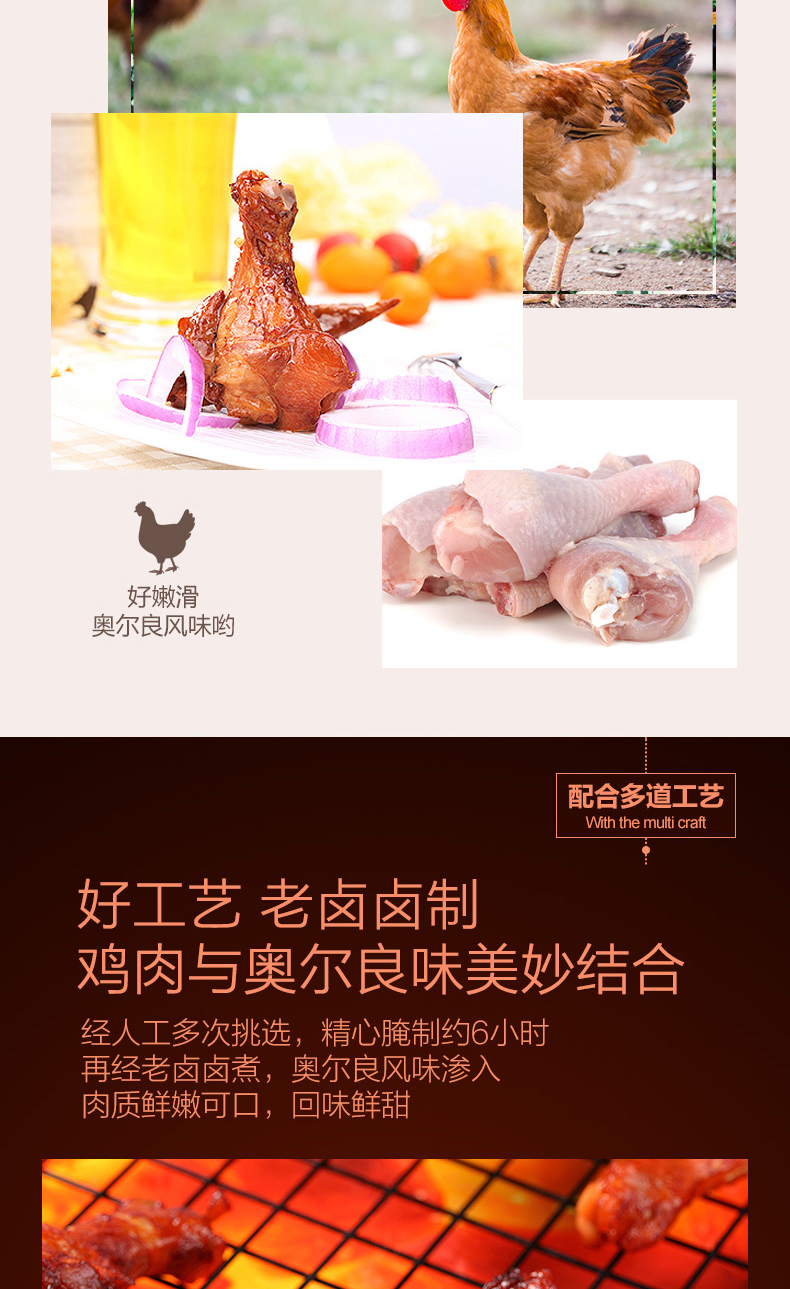 好嫩滑
奥尔良风味哟
配合多道工艺
With the multi craft
好工艺 老卤卤制
鸡肉与奥尔良味美妙结合
经人工多次挑选，精心腌制约6小时
再经老卤卤煮，奥尔良风味渗入
肉质鲜嫩可口，回味鲜甜